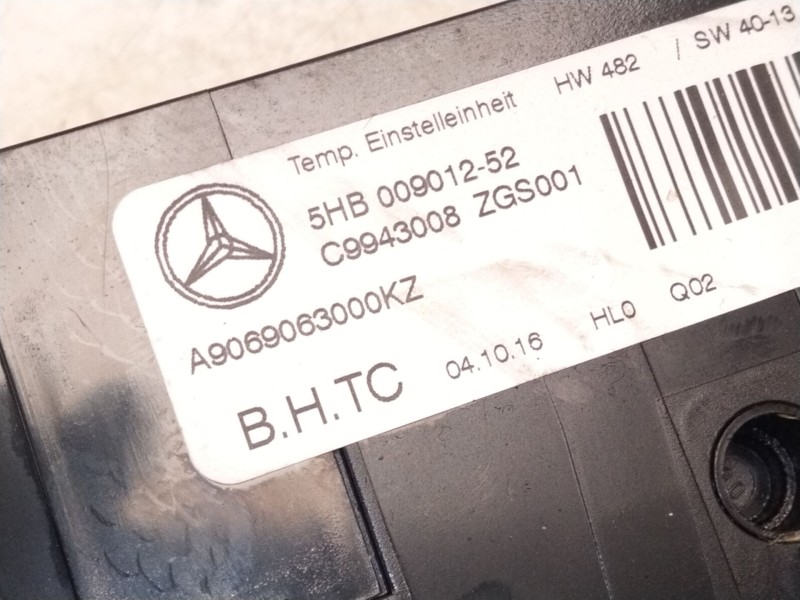 Temp. Einstelleinheit HW 482 / SW 40-13
5HB 009012-52
C9943008 ZGS001
A9069063000KZ
B.H.TC 04.10.16 HL0 Q02